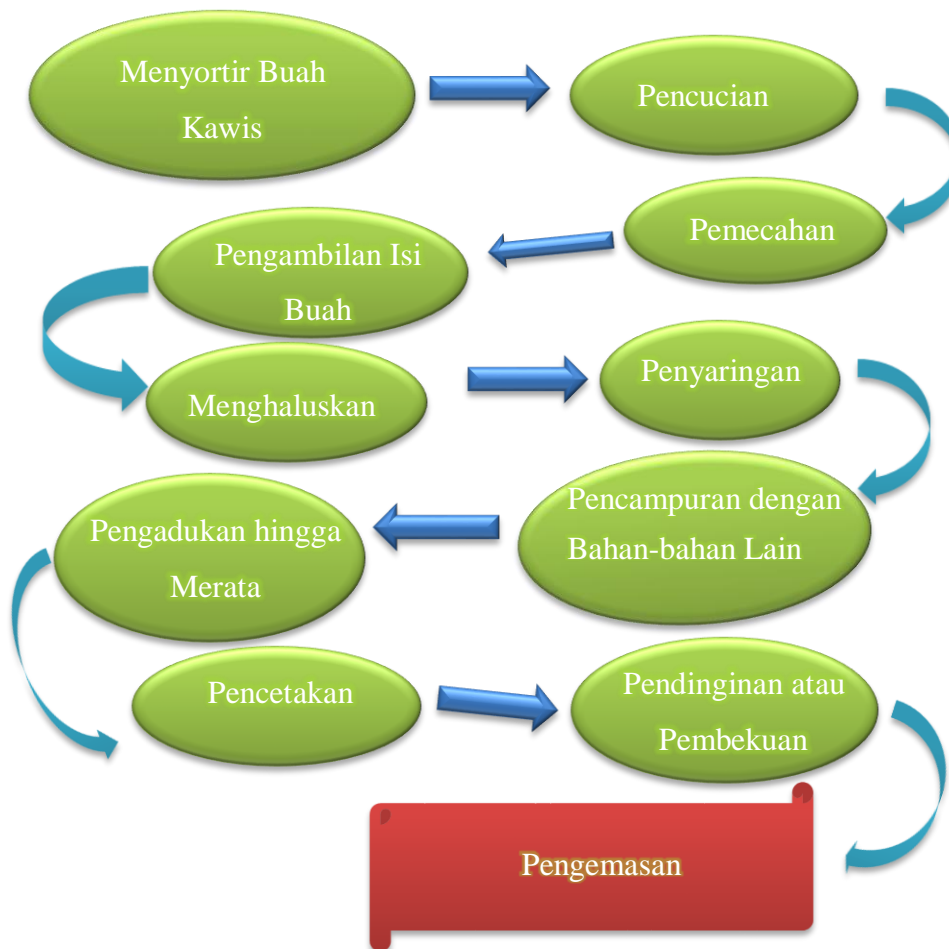 Menyortir Buah
Kawis
Pencucian
Pemecahan
Pengambilan Isi
Buah
Menghaluskan
Penyaringan
Pencampuran dengan
Bahan-bahan Lain
Pengadukan hingga
Merata
Pencetakan
Pendinginan atau
Pembekuan
Pengemasan